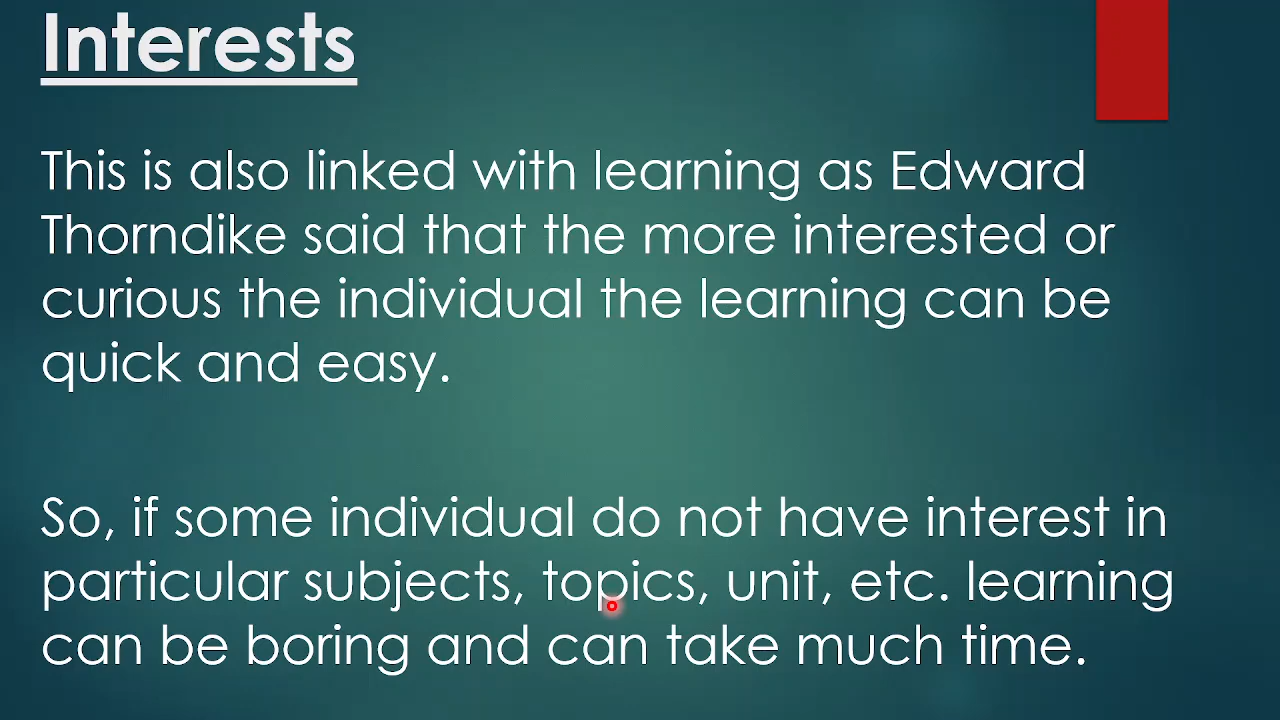 Interests
This is also linked with learning as Edward
Thorndike said that the more interested or
curious the individual the learning can be
quick and easy.
So, if some individual do not have interest in
particular subjects, topics, unit, etc. learning
can be boring and can take much time.